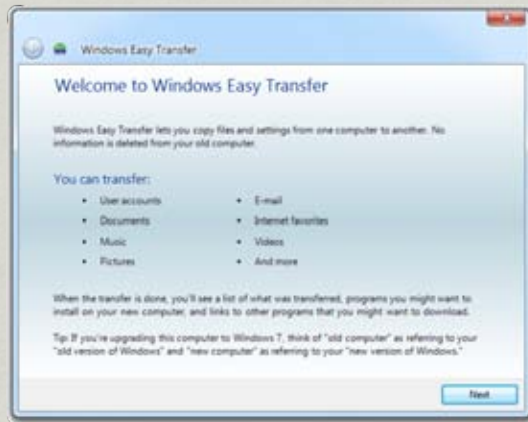 Windows Easy Transfer
Welcome to Windows Easy Transfer
Windows Easy Transfer lets you copy files and settings from one computer to another. No
information is deleted from your old computer.
You can transfer:
• User accounts
• Documents
• Music
• Pictures
• E-mail
• Internet favorites
• Videos
• And more
When the transfer is done, you'll see a list of what was transferred, programs you might want to
install on your new computer, and links to other programs that you might want to download.
Tip: If you're upgrading this computer to Windows 7, think of "old computer" as referring to your
"old version of Windows" and "new computer" as referring to your "new version of Windows."
Next